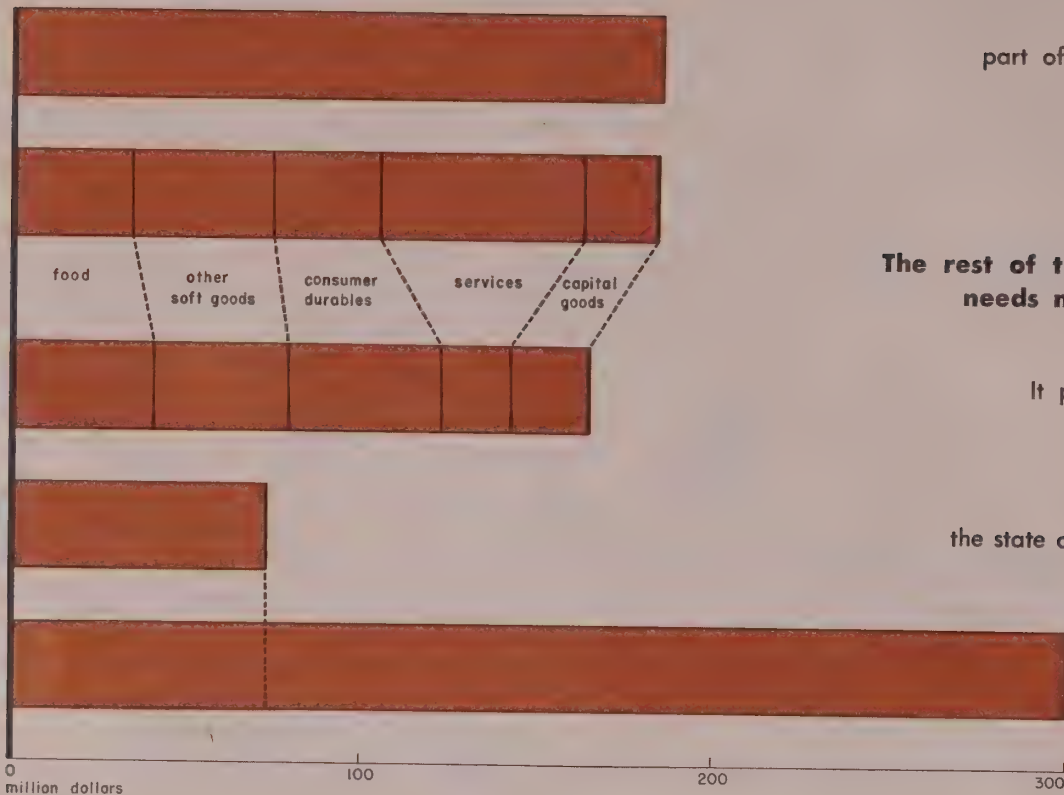 part of
food
other
soft goods
consumer
durables
services
capital
goods
The rest of t
needs
It p
the state
0
100
200
300
million dollars